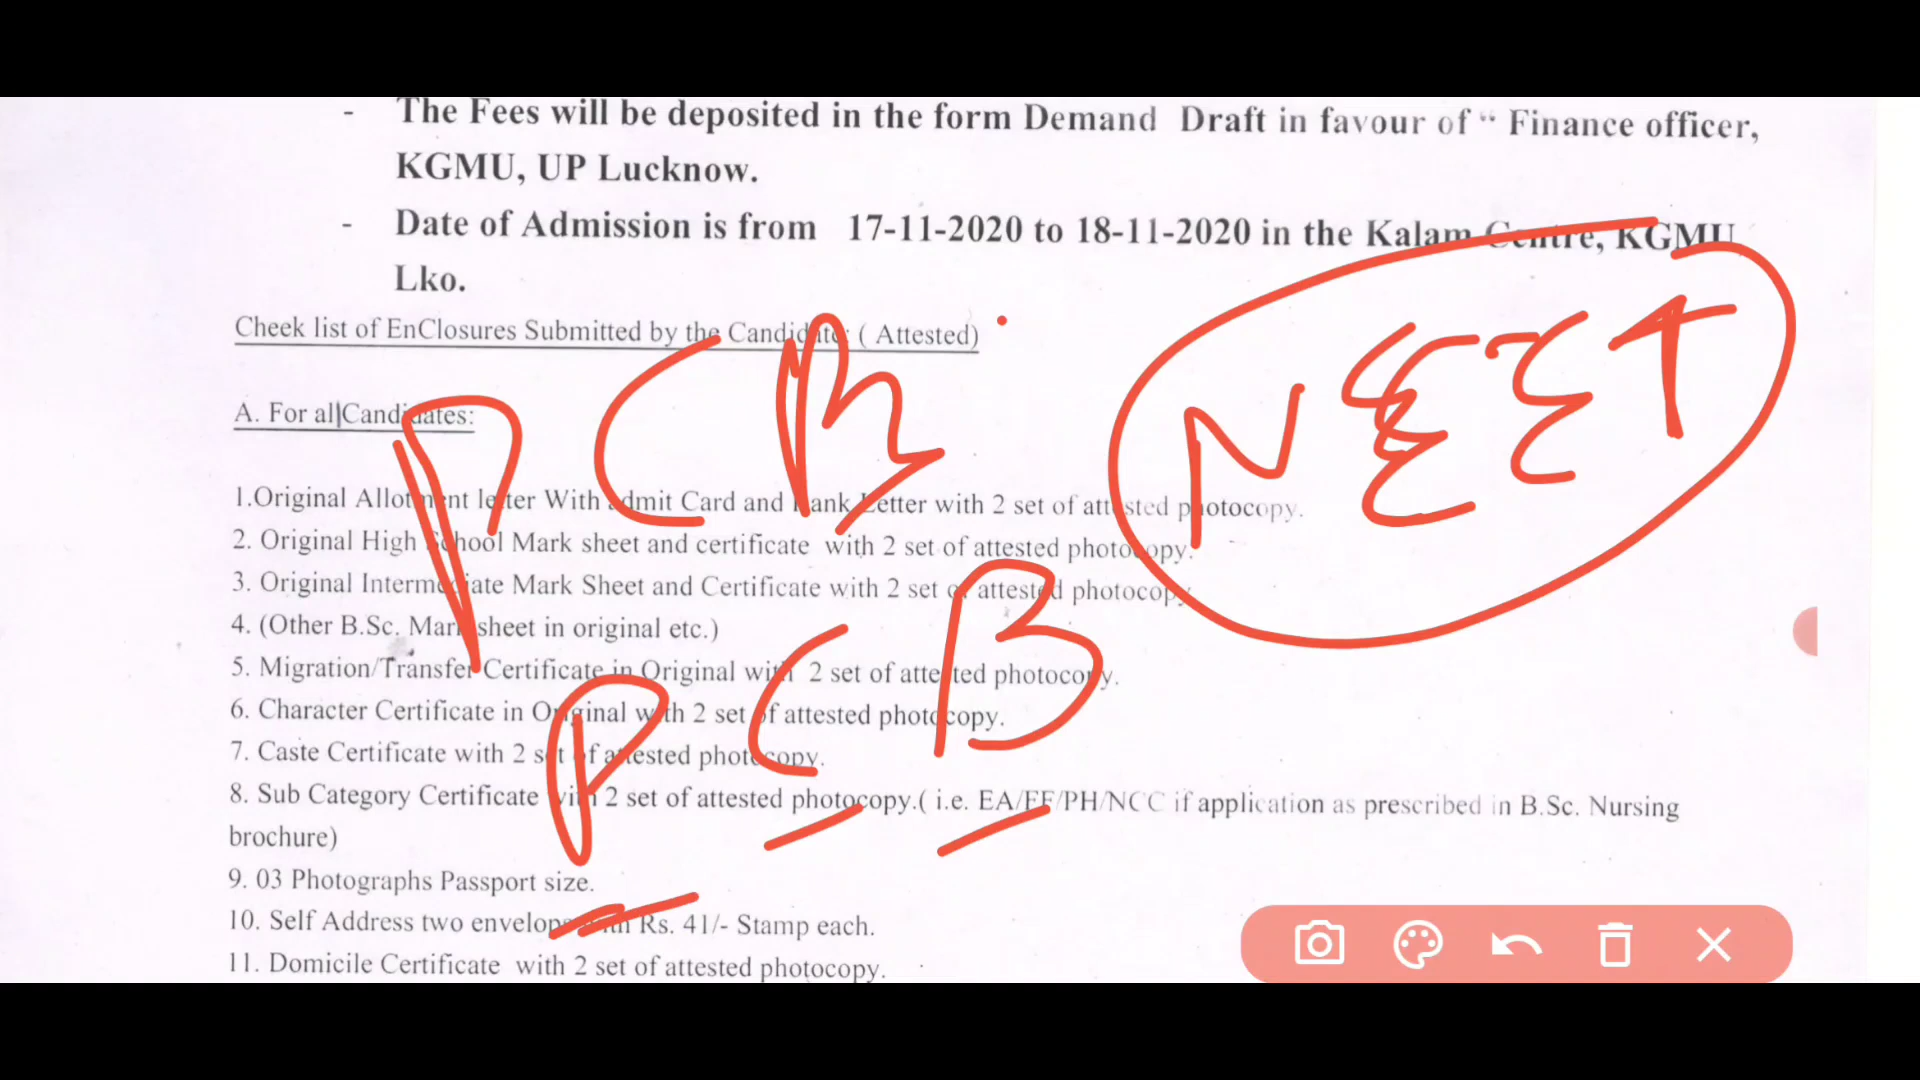 - The Fees will be deposited in the form Demand Draft in favour of “ Finance officer,
KGMU, UP Lucknow.
- Date of Admission is from 17-11-2020 to 18-11-2020 in the Kalam Centre, KGMU
Lko.
Cheek list of EnClosures Submitted by the Candidate: ( Attested)
A. For all Candidates:
P C B
NEET
1.Original Allotment letter With admit Card and Rank Letter with 2 set of attested photocopy.
2. Original High School Mark sheet and certificate with 2 set of attested photocopy.
3. Original Intermediate Mark Sheet and Certificate with 2 set of attested photocopy
4. (Other B.Sc. Mark sheet in original etc.)
5. Migration/Transfer Certificate in Original with 2 set of attested photocopy.
P C B
6. Character Certificate in Original with 2 set of attested photocopy.
7. Caste Certificate with 2 set of attested photocopy.
8. Sub Category Certificate with 2 set of attested photocopy.( i.e. EA/FF/PH/NCC if application as prescribed in B.Sc. Nursing
brochure)
9. 03 Photographs Passport size.
10. Self Address two envelops with Rs. 41/- Stamp each.
11. Domicile Certificate with 2 set of attested photocopy.